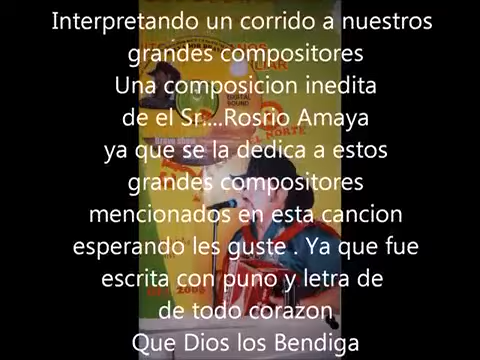 Interpretando un corrido a nuestros
grandes compositores
Una composicion inedita
de el Sr....Rosrio Amaya
ya que se la dedica a estos
grandes compositores
mencionados en esta cancion
esperando les guste . Ya que fue
escrita con puno y letra de
de todo corazon
Que Dios los Bendiga
DIGITAL
SOUND